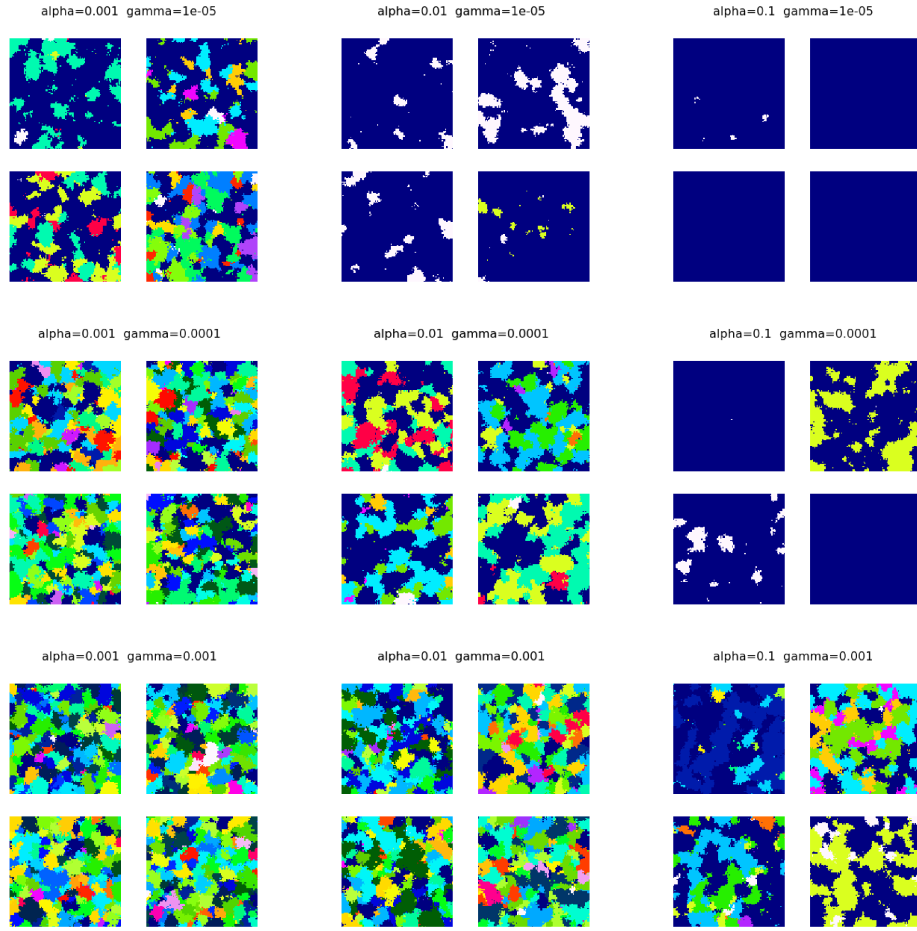 alpha=0.001 gamma=1e-05
alpha=0.01 gamma=1e-05
alpha=0.1 gamma=1e-05
alpha=0.001 gamma=0.0001
alpha=0.01 gamma=0.0001
alpha=0.1 gamma=0.0001
alpha=0.001 gamma=0.001
alpha=0.01 gamma=0.001
alpha=0.1 gamma=0.001